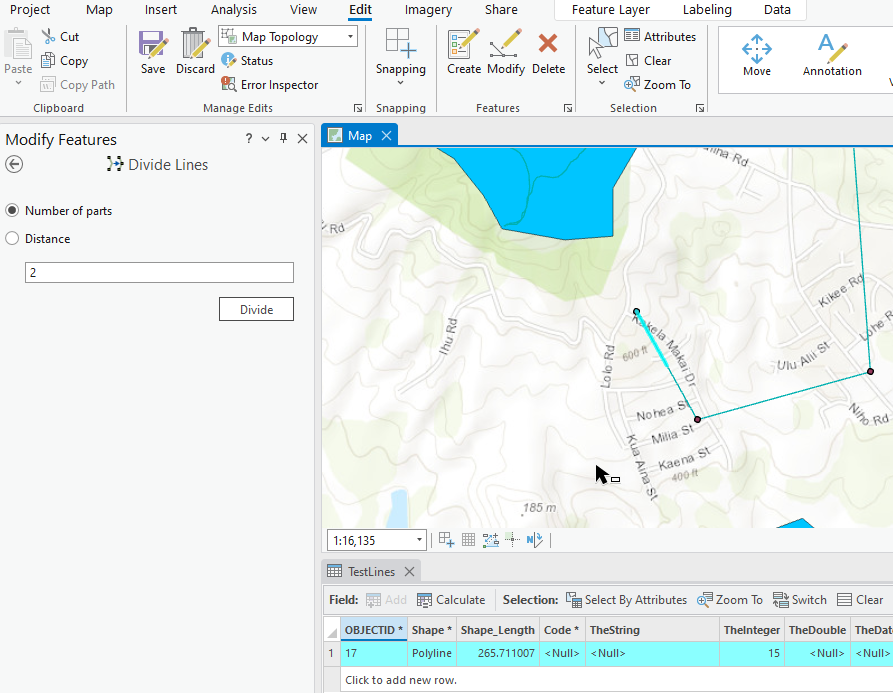 Project Map Insert Analysis View Edit Imagery Share Feature Layer Labeling Data
Paste
Cut
Copy
Copy Path
Clipboard
Save
Discard
Map Topology
Status
Error Inspector
Manage Edits
Snapping
Snapping
Create
Modify
Delete
Features
Select
Attributes
Clear
Zoom To
Selection
Move
Annotation
Modify Features
?
Divide Lines
Number of parts
Distance
2
Divide
Map
Rd
Rd
Kikee Rd
Lohe R
Kakela Makai Dr
Ihu Rd
600 ft
Lolo Rd
Ulu Alii St
Nohea St
Niho Rd
Milia St
Kua Aina St
Kaena St
400 ft
185 m
1:16,135
TestLines
Field: Add Calculate Selection: Select By Attributes Zoom To Switch Clear
OBJECTID * Shape * Shape_Length Code * TheString TheInteger TheDouble TheDat
1 17 Polyline 265.711007 <Null> <Null> 15 <Null> <Null>
Click to add new row.